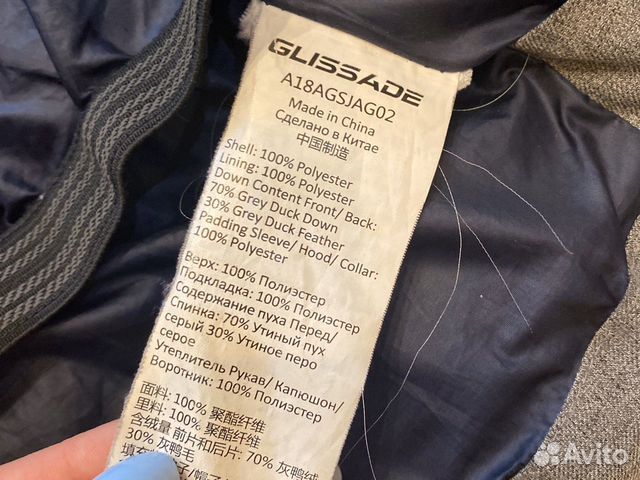 GLISSADE
A18AGSJAG02
Made in China
Сделано в Китае
中国制造
Shell: 100% Polyester
Lining: 100% Polyester
Down Content Front/ Back:
70% Grey Duck Down
30% Grey Duck Feather
Padding Sleeve/ Hood/ Collar:
100% Polyester
Верх: 100% Полиэстер
Подкладка: 100% Полиэстер
Содержание пуха Перед/
Спинка: 70% Утиный пух
серый 30% Утиное перо
серое
Утеплитель Рукав/ Капюшон/
Воротник: 100% Полиэстер
面料: 100% 聚酯纤维
里料: 100% 聚酯纤维
含绒量 前片和后片: 70% 灰鸭绒
30% 灰鸭毛
Avito